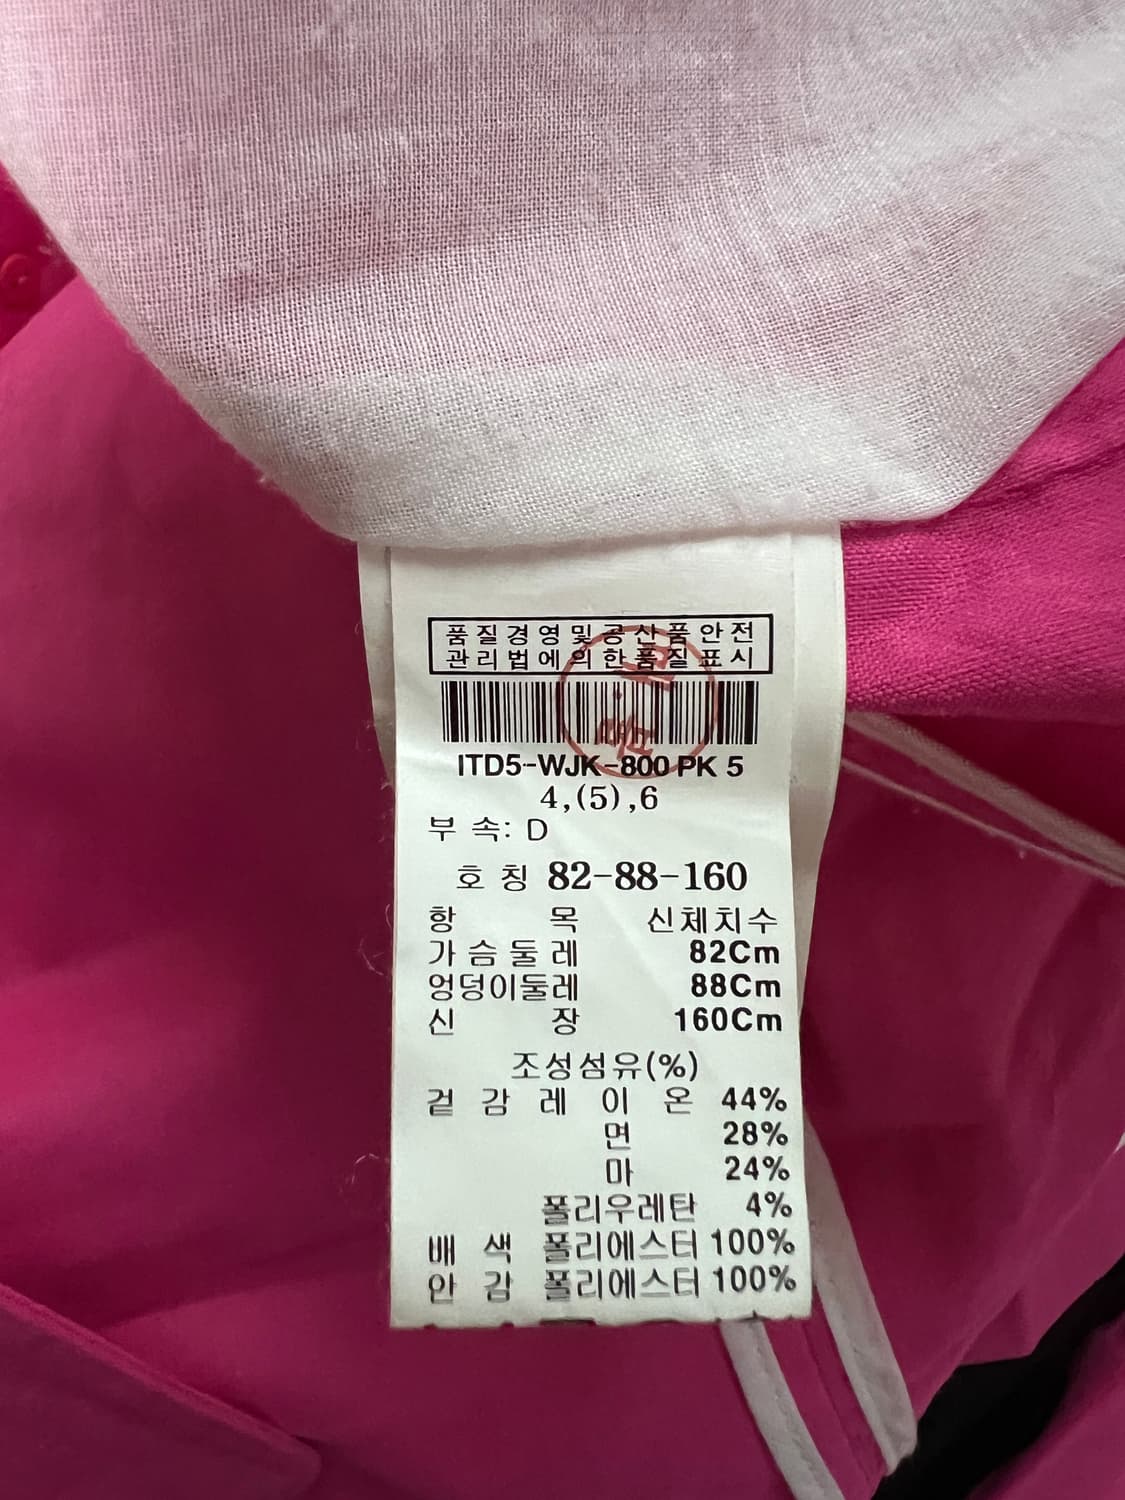 품질경영및공산품안전
관리법에의한품질표시
ITD5-WJK-800 PK 5
4,(5),6
부 속: D
호 칭 82-88-160
항 목 신체치수
가슴둘레 82Cm
엉덩이둘레 88Cm
신 장 160Cm
조성섬유(%)
겉 감 레 이 온 44%
면 28%
마 24%
폴리우레탄 4%
배 색 폴리에스터 100%
안 감 폴리에스터 100%